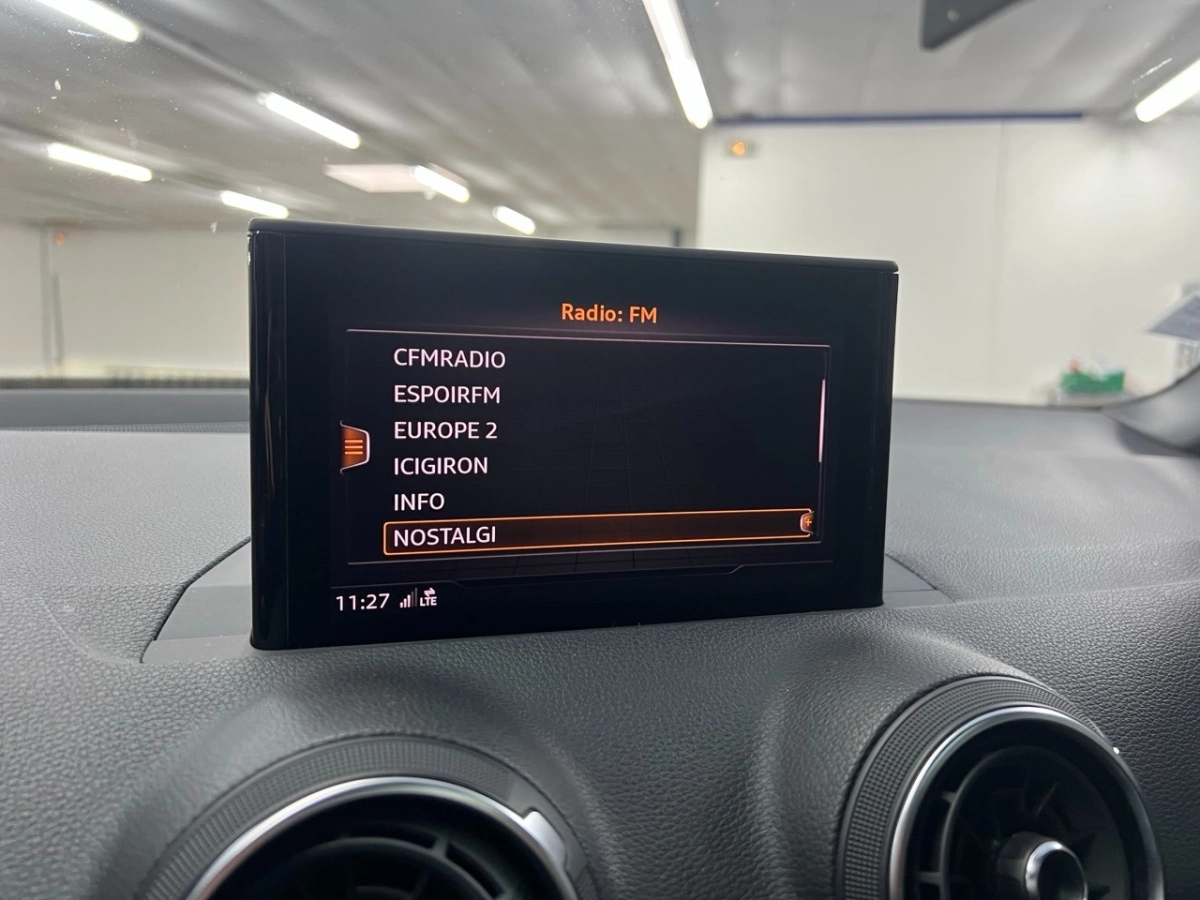 Radio: FM
CFMRADIO
ESPOIRFM
EUROPE 2
ICIGIRON
INFO
NOSTALGI
11:27 LTE